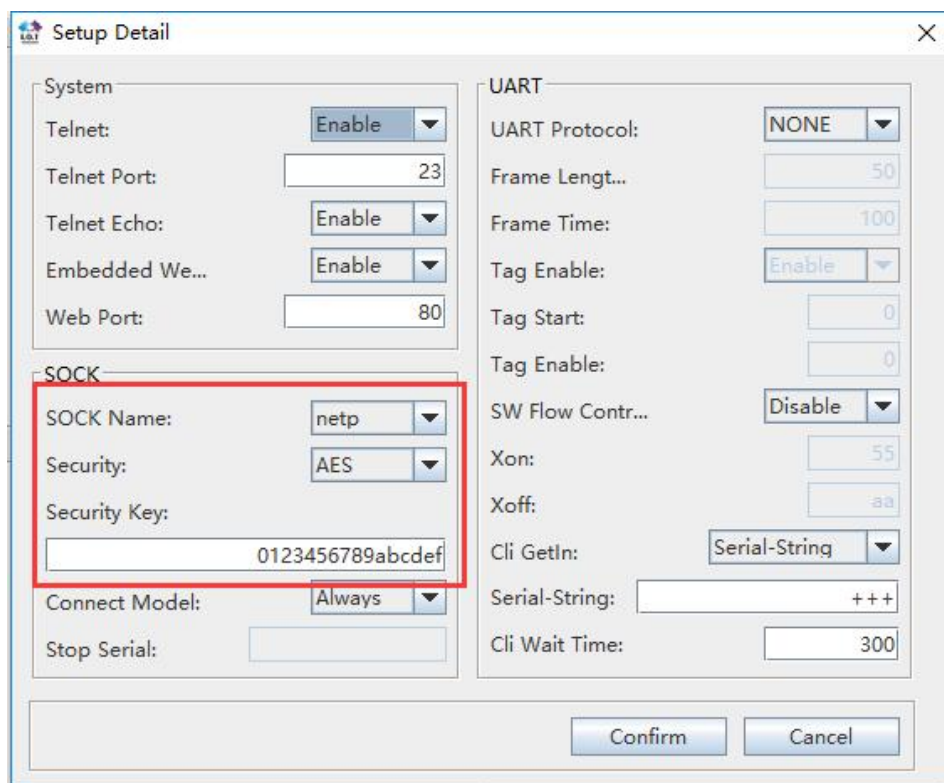 Setup Detail
System
Telnet: Enable
Telnet Port: 23
Telnet Echo: Enable
Embedded We... Enable
Web Port: 80
SOCK
SOCK Name: netp
Security: AES
Security Key:
0123456789abcdef
Connect Model: Always
Stop Serial:
UART
UART Protocol: NONE
Frame Lengt... 50
Frame Time: 100
Tag Enable: Enable
Tag Start: 0
Tag Enable: 0
SW Flow Contr... Disable
Xon: 55
Xoff: aa
Cli GetIn: Serial-String
Serial-String: +++
Cli Wait Time: 300
Confirm Cancel